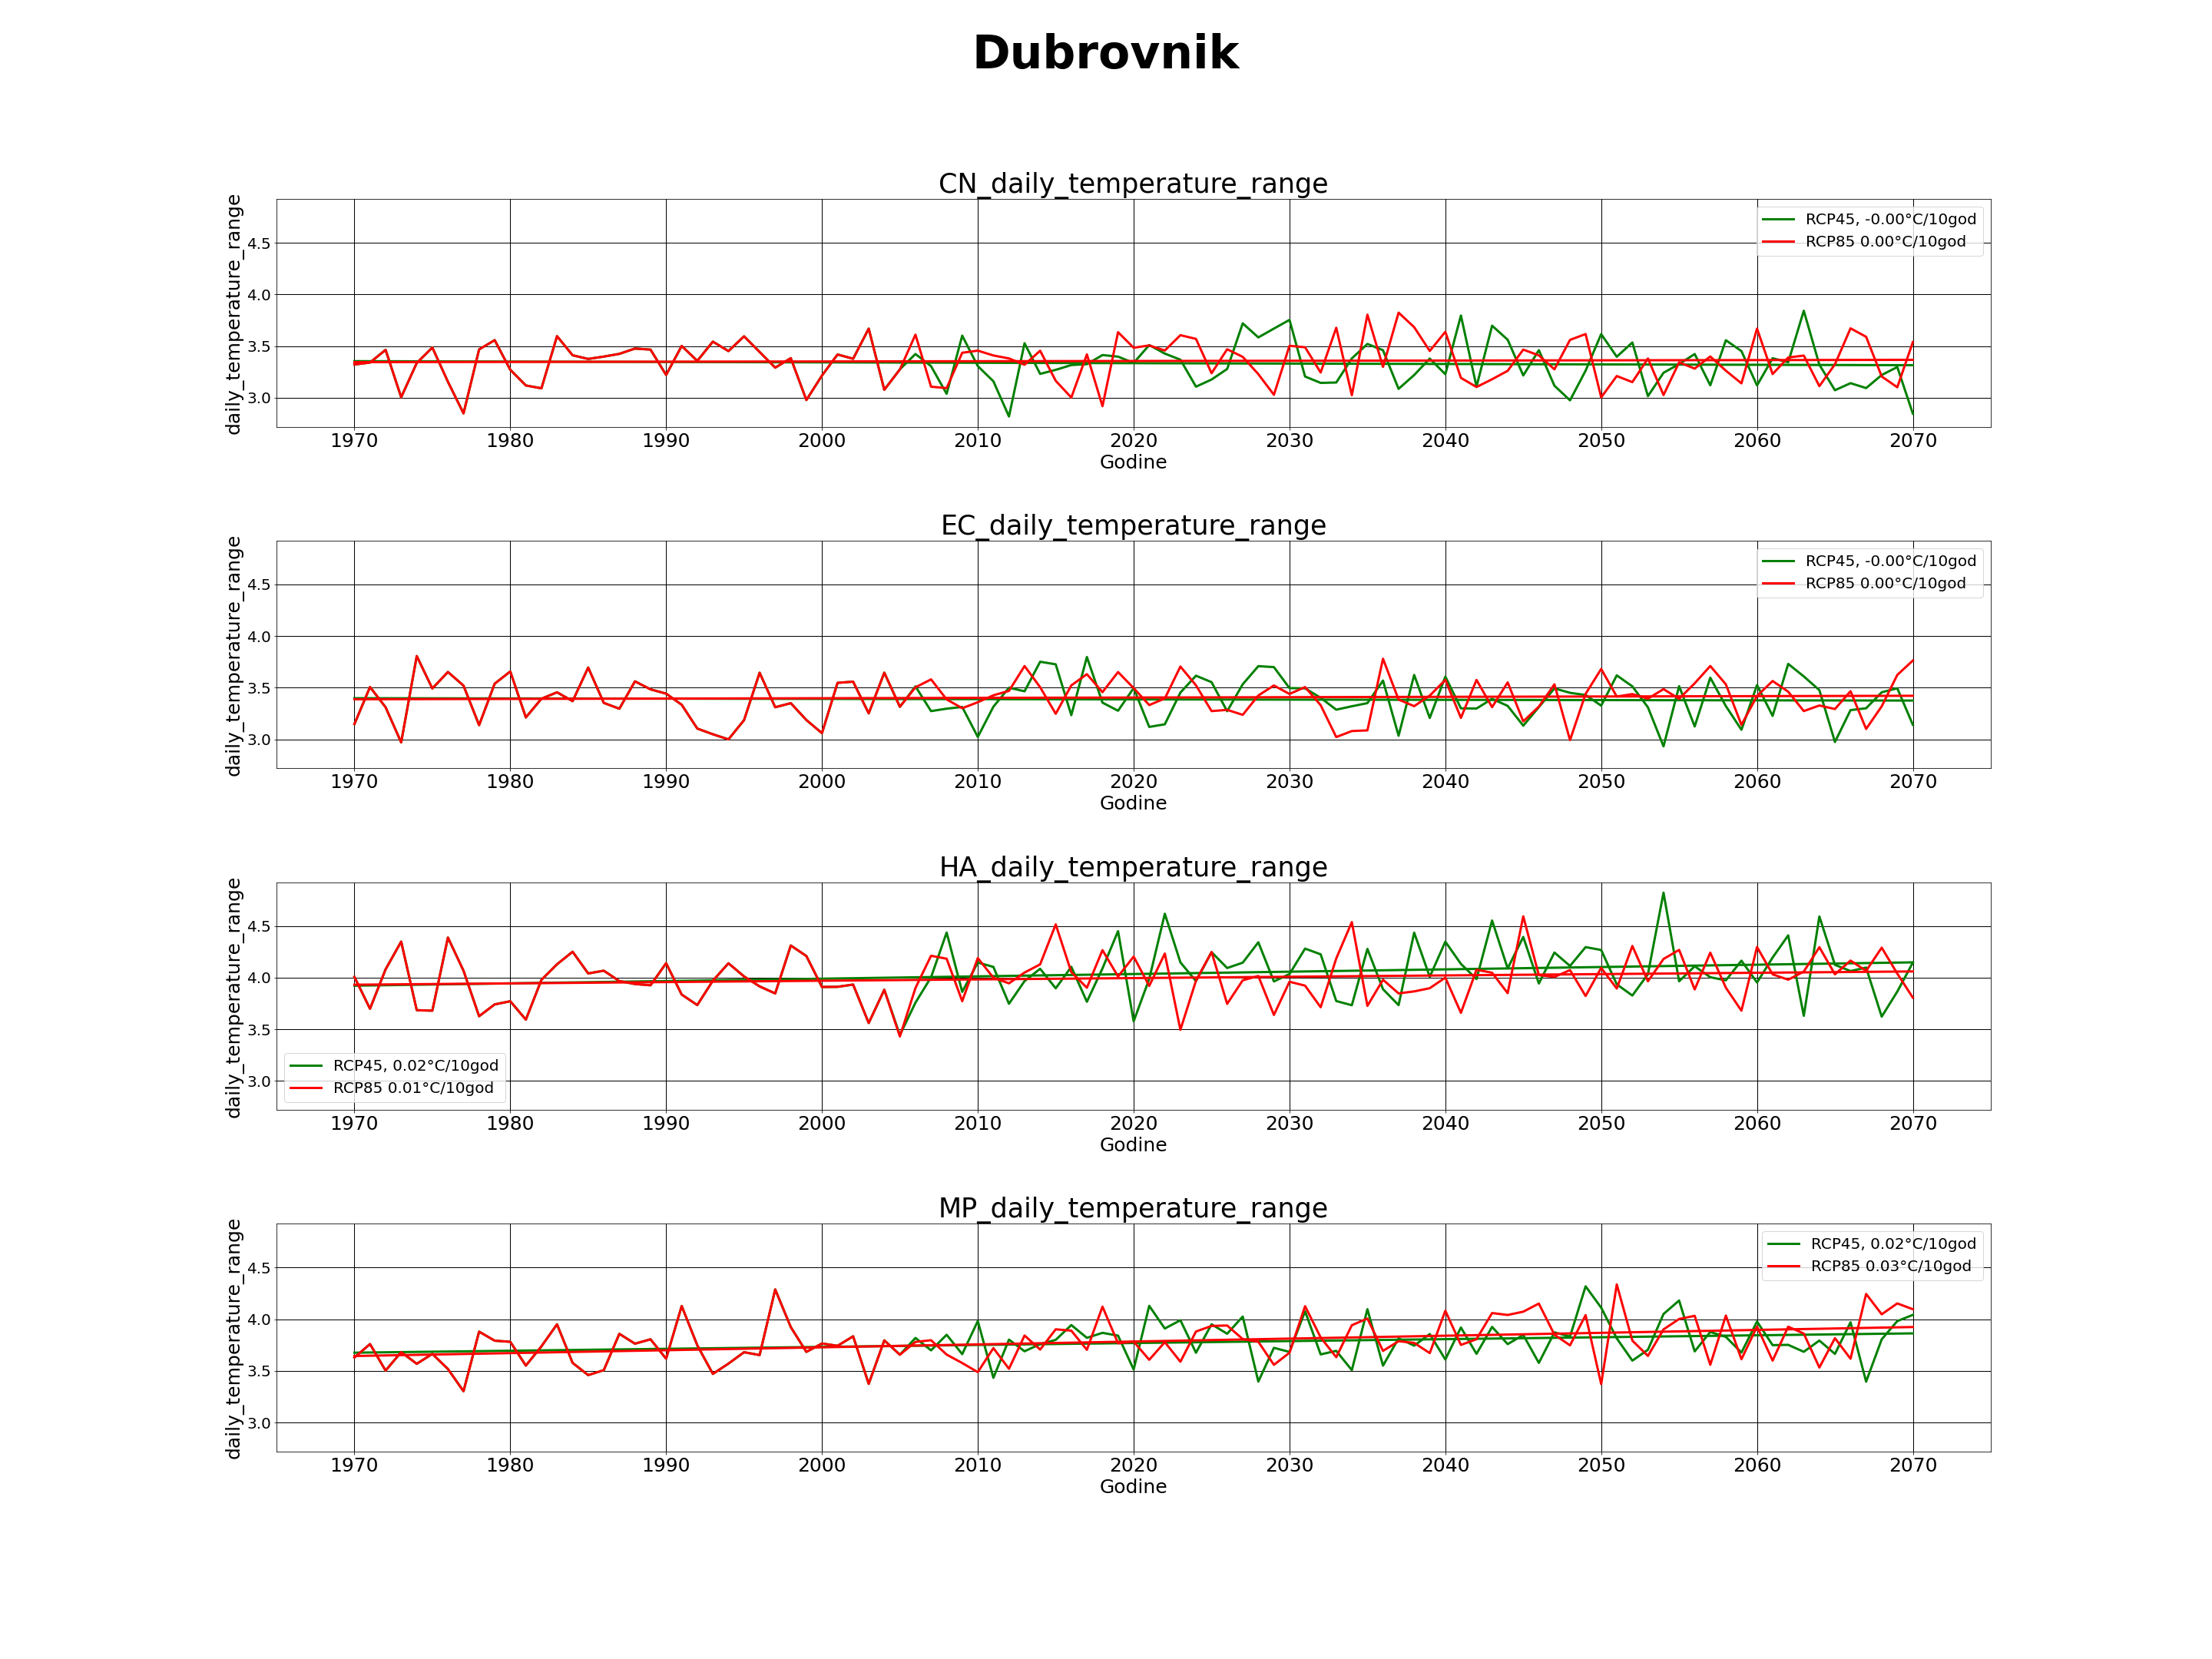 Dubrovnik
CN_daily_temperature_range
daily_temperature_range
4.5
4.0
3.5
3.0
RCP45, -0.00°C/10god
RCP85 0.00°C/10god
1970 1980 1990 2000 2010 2020 2030 2040 2050 2060 2070
Godine
EC_daily_temperature_range
daily_temperature_range
4.5
4.0
3.5
3.0
RCP45, -0.00°C/10god
RCP85 0.00°C/10god
1970 1980 1990 2000 2010 2020 2030 2040 2050 2060 2070
Godine
HA_daily_temperature_range
daily_temperature_range
4.5
4.0
3.5
3.0
RCP45, 0.02°C/10god
RCP85 0.01°C/10god
1970 1980 1990 2000 2010 2020 2030 2040 2050 2060 2070
Godine
MP_daily_temperature_range
daily_temperature_range
4.5
4.0
3.5
3.0
RCP45, 0.02°C/10god
RCP85 0.03°C/10god
1970 1980 1990 2000 2010 2020 2030 2040 2050 2060 2070
Godine